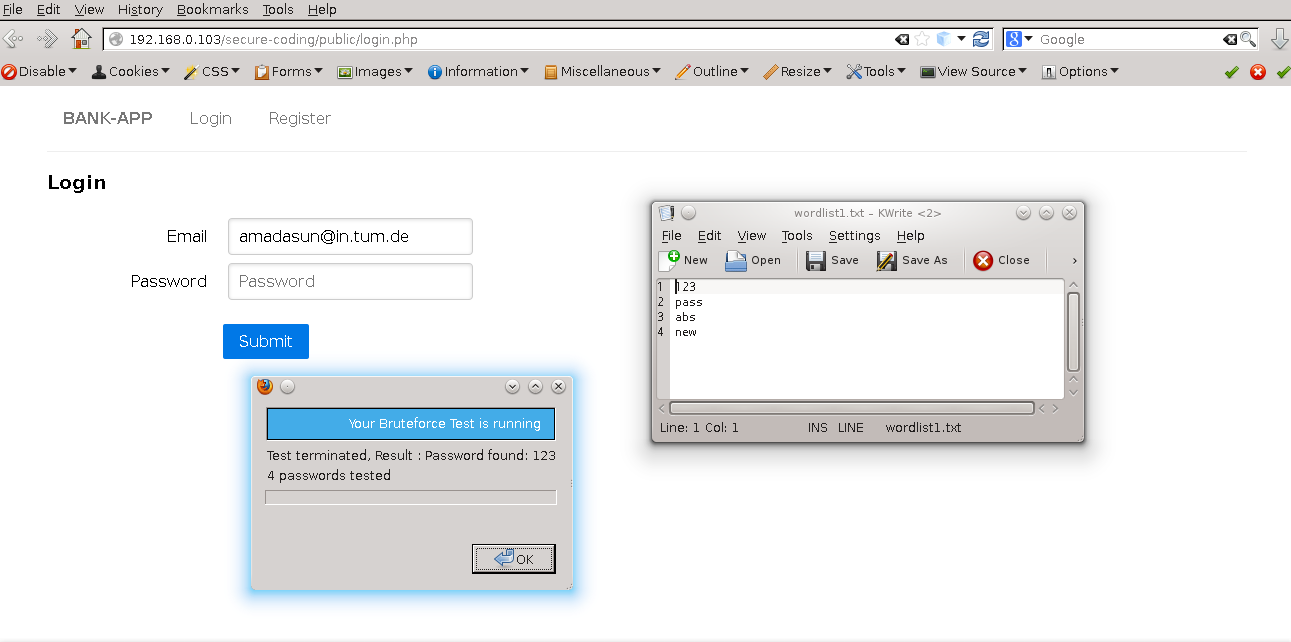 File Edit View History Bookmarks Tools Help
192.168.0.103/secure-coding/public/login.php
Google
Disable Cookies CSS Forms Images Information Miscellaneous Outline Resize Tools View Source Options
BANK-APP Login Register
Login
Email amadasun@in.tum.de
Password Password
Submit
Your Bruteforce Test is running
Test terminated, Result : Password found: 123
4 passwords tested
OK
wordlist1.txt – KWrite <2>
File Edit View Tools Settings Help
New Open Save Save As Close
1 123
2 pass
3 abs
4 new
Line: 1 Col: 1 INS LINE wordlist1.txt